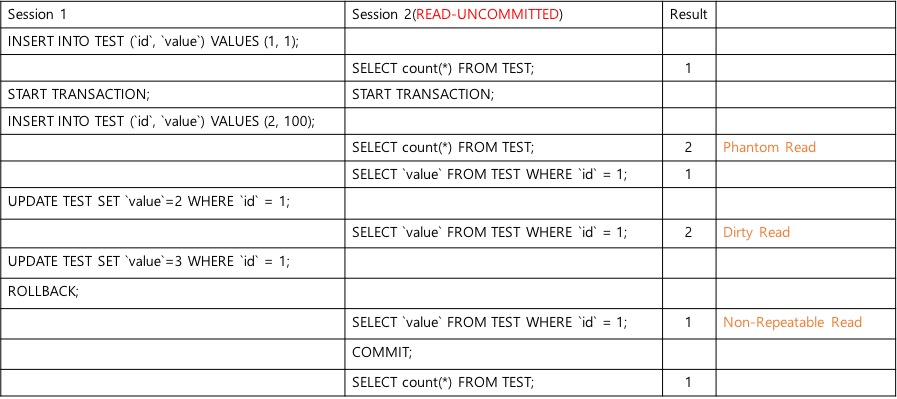 Session 1 Session 2(READ-UNCOMMITTED) Result
INSERT INTO TEST (`id`, `value`) VALUES (1, 1);
SELECT count(*) FROM TEST; 1
START TRANSACTION; START TRANSACTION;
INSERT INTO TEST (`id`, `value`) VALUES (2, 100);
SELECT count(*) FROM TEST; 2 Phantom Read
SELECT `value` FROM TEST WHERE `id` = 1; 1
UPDATE TEST SET `value`=2 WHERE `id` = 1;
SELECT `value` FROM TEST WHERE `id` = 1; 2 Dirty Read
UPDATE TEST SET `value`=3 WHERE `id` = 1;
ROLLBACK;
SELECT `value` FROM TEST WHERE `id` = 1; 1 Non-Repeatable Read
COMMIT;
SELECT count(*) FROM TEST; 1